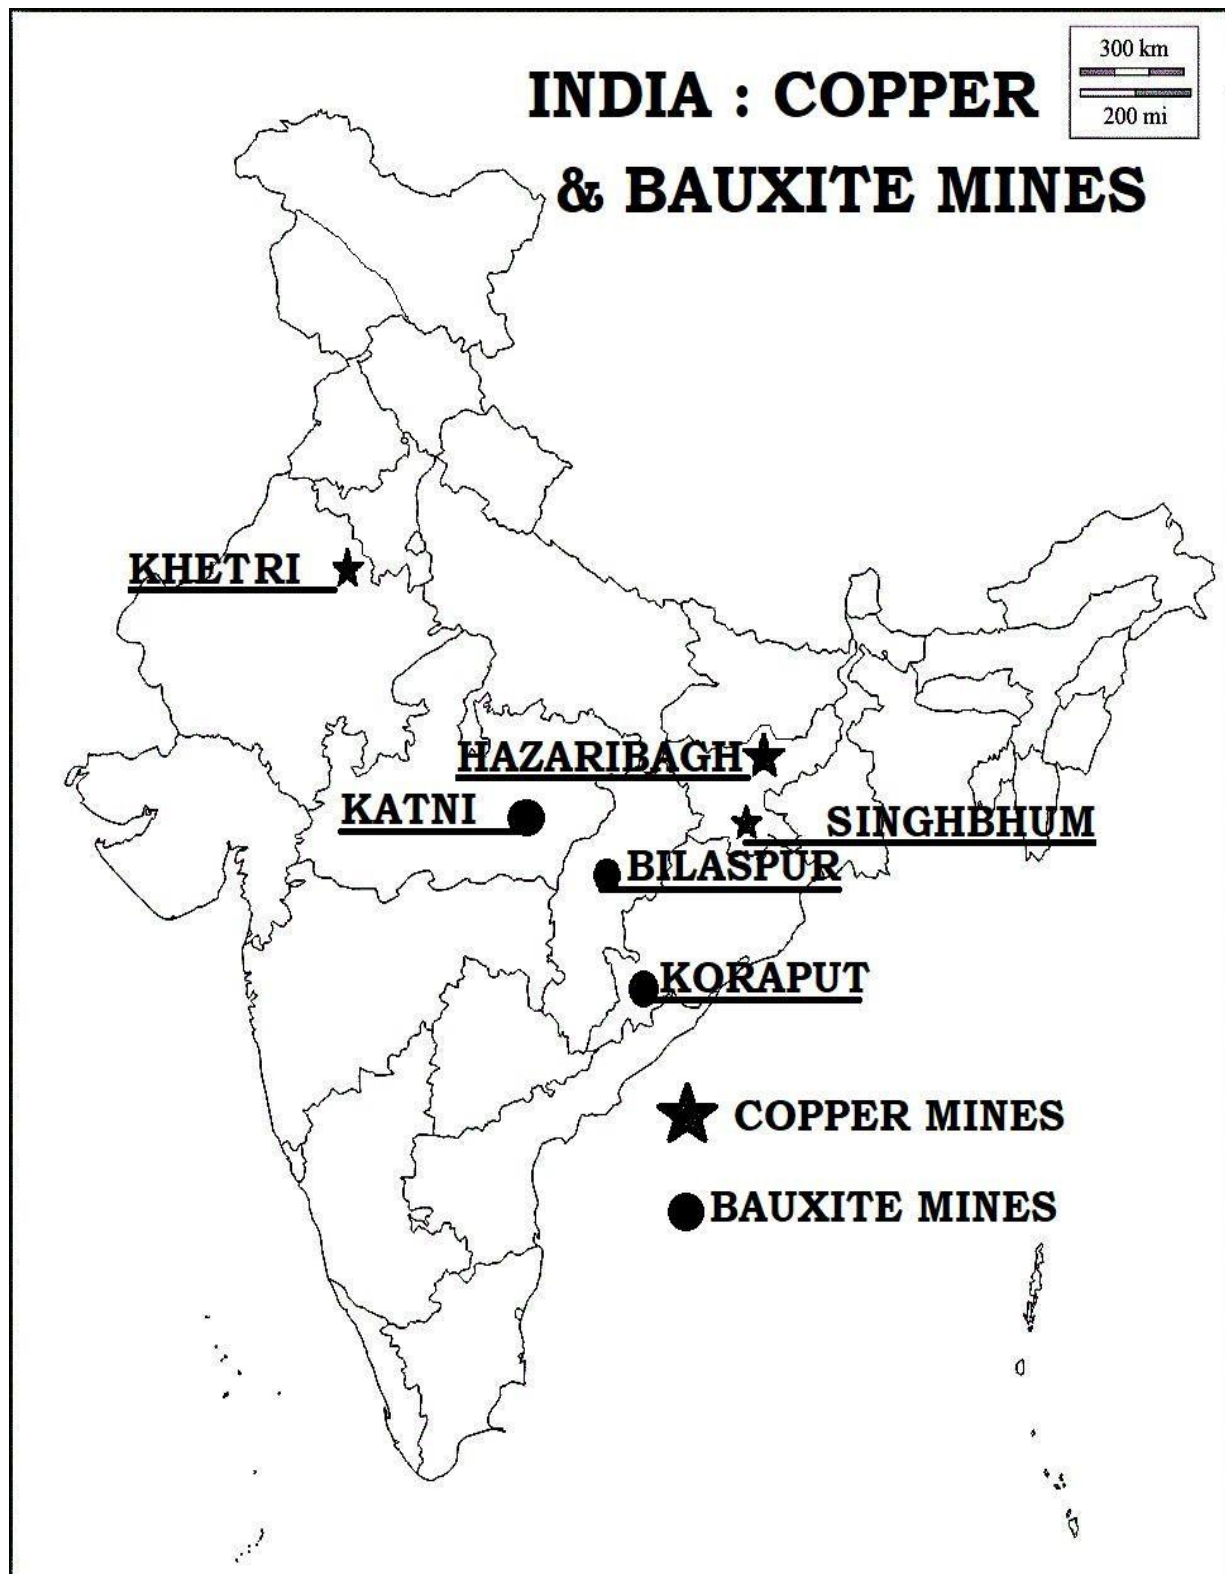 300 km
200 mi
INDIA : COPPER
& BAUXITE MINES
KHETRI
HAZARIBAGH
KATNI
SINGHBHUM
BILASPUR
KORAPUT
COPPER MINES
BAUXITE MINES